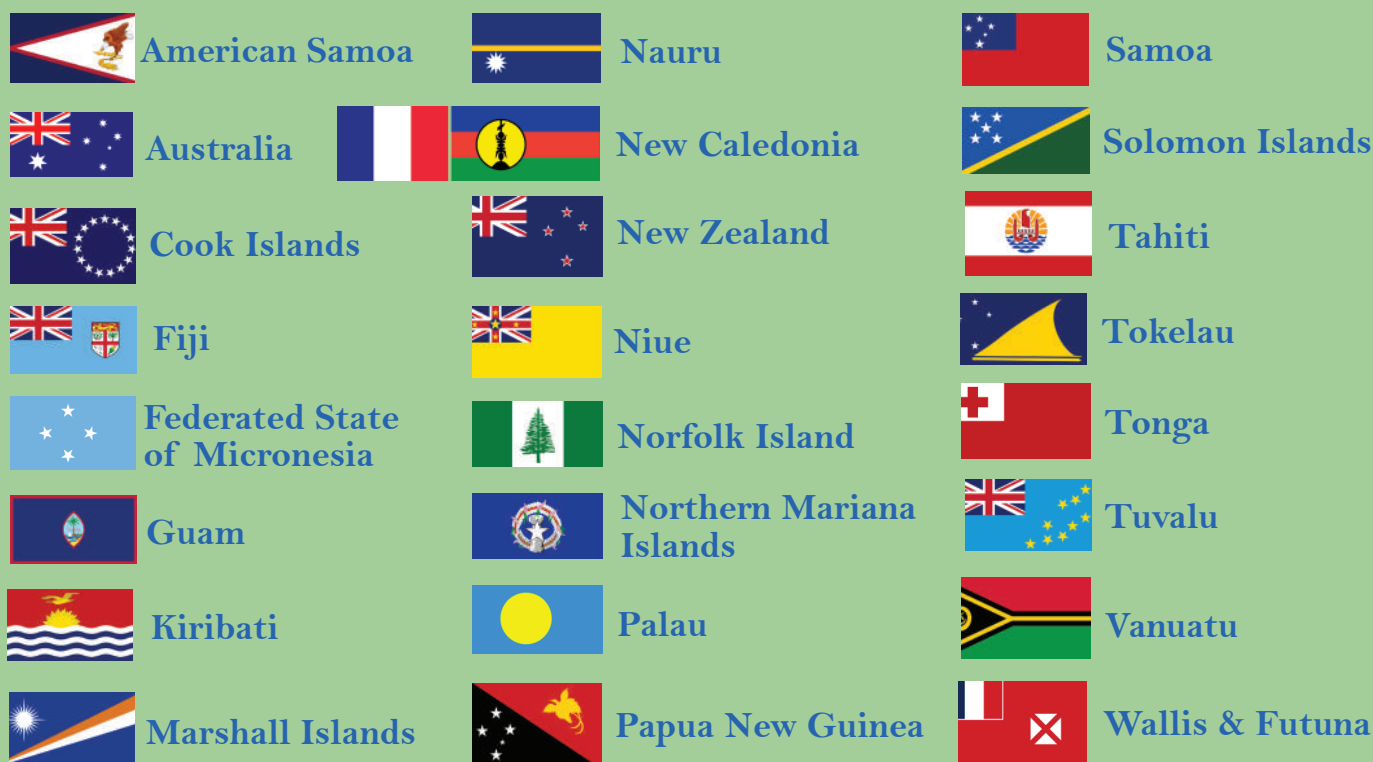 American Samoa
Australia
Cook Islands
Fiji
Federated State
of Micronesia
Guam
Kiribati
Marshall Islands
Nauru
New Caledonia
New Zealand
Niue
Norfolk Island
Northern Mariana
Islands
Palau
Papua New Guinea
Samoa
Solomon Islands
Tahiti
Tokelau
Tonga
Tuvalu
Vanuatu
Wallis & Futuna